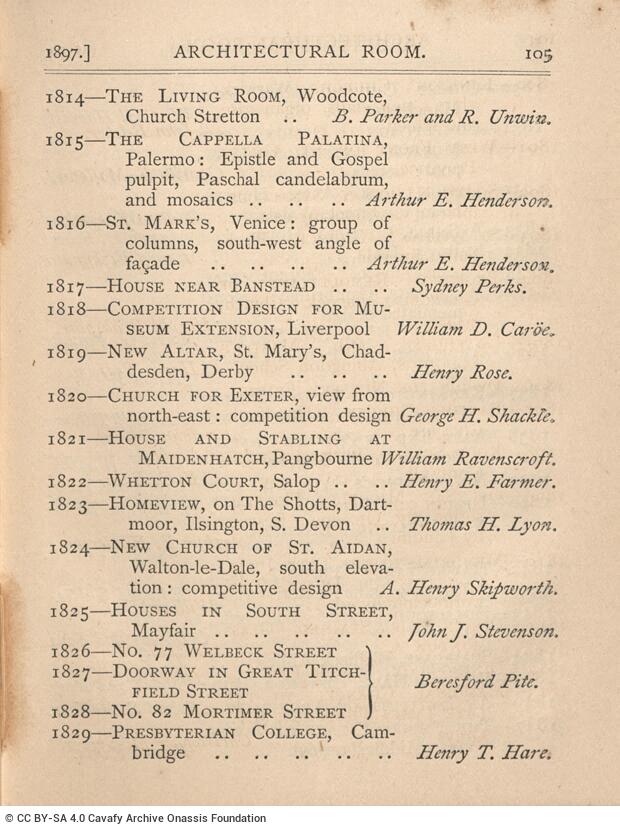 1897.] ARCHITECTURAL ROOM. 105
1814—The Living Room, Woodcote,
Church Stretton .. B. Parker and R. Unwin.
1815—The Cappella Palatina,
Palermo: Epistle and Gospel
pulpit, Paschal candelabrum,
and mosaics .. .. .. Arthur E. Henderson.
1816—St. Mark's, Venice: group of
columns, south-west angle of
façade .. .. .. .. Arthur E. Henderson.
1817—House near Banstead .. .. Sydney Perks.
1818—Competition Design for Mu-
seum Extension, Liverpool William D. Caröe.
1819—New Altar, St. Mary's, Chad-
desden, Derby .. .. .. Henry Rose.
1820—Church for Exeter, view from
north-east: competition design George H. Shackle.
1821—House and Stabling at
Maidenhatch, Pangbourne William Ravenscroft.
1822—Whetton Court, Salop .. .. Henry E. Farmer.
1823—Homeview, on The Shotts, Dart-
moor, Ilsington, S. Devon .. Thomas H. Lyon.
1824—New Church of St. Aidan,
Walton-le-Dale, south eleva-
tion: competitive design A. Henry Skipworth.
1825—Houses in South Street,
Mayfair .. .. .. .. .. John J. Stevenson.
1826—No. 77 Welbeck Street
1827—Doorway in Great Titch-
field Street Beresford Pite.
1828—No. 82 Mortimer Street
1829—Presbyterian College, Cam-
bridge .. .. .. .. .. Henry T. Hare.
© CC BY-SA 4.0 Cavafy Archive Onassis Foundation